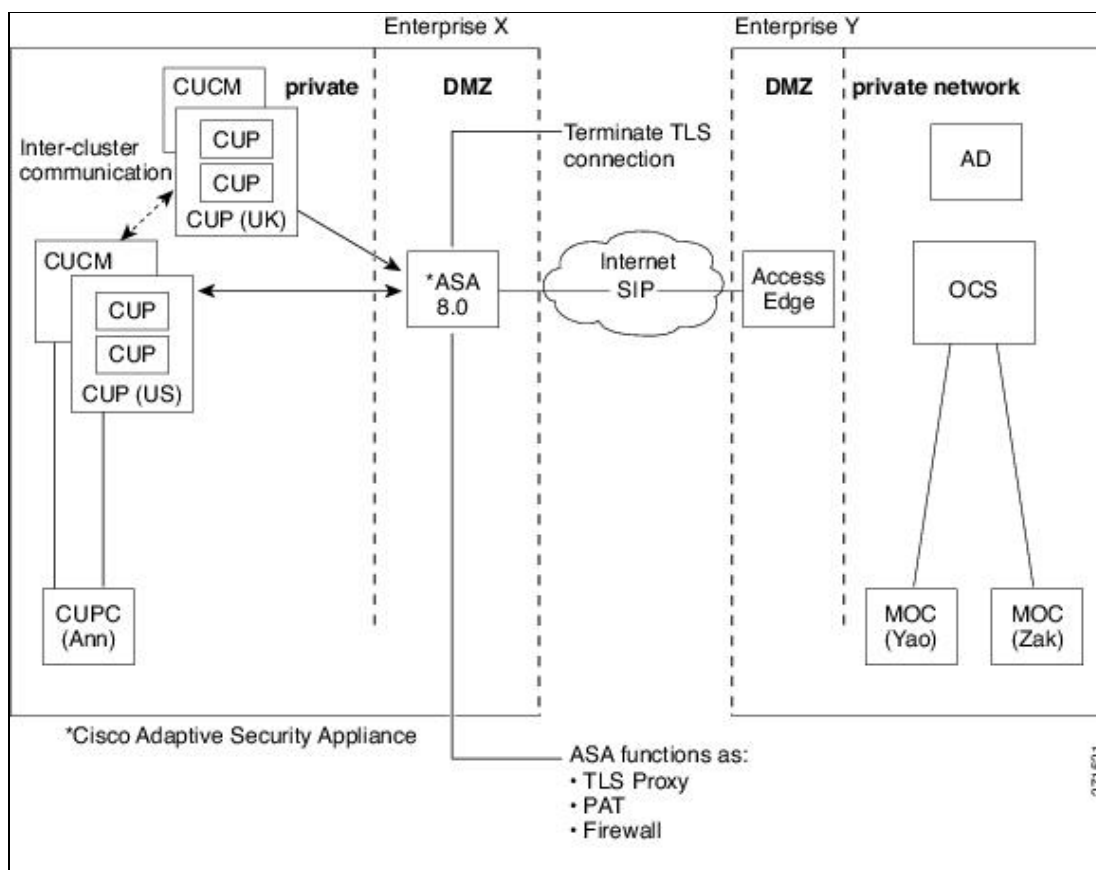 Enterprise X
Enterprise Y
CUCM
private
DMZ
DMZ
private network
Inter-cluster
communication
CUP
CUP
CUP (UK)
Terminate TLS
connection
AD
CUCM
CUP
CUP
CUP (US)
*ASA
8.0
Internet
SIP
Access
Edge
OCS
CUPC
(Ann)
MOC
(Yao)
MOC
(Zak)
*Cisco Adaptive Security Appliance
ASA functions as:
• TLS Proxy
• PAT
• Firewall